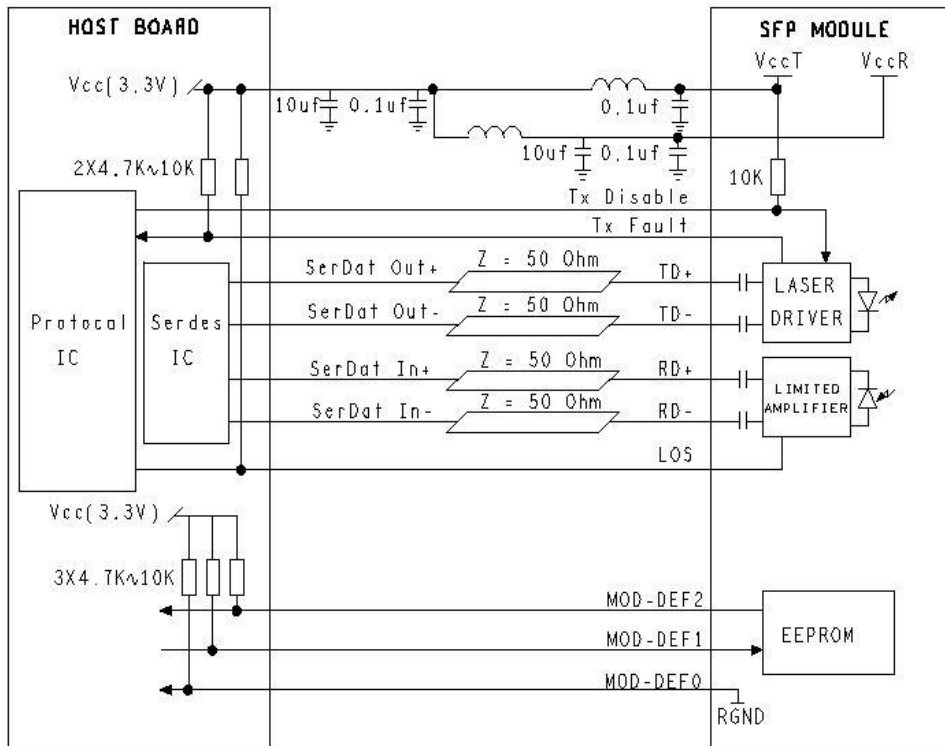 HOST BOARD
SFP MODULE
VccT
VccR
Vcc(3.3V)
10uf
0.1uf
0.1uf
10uf
0.1uf
2X4.7K~10K
10K
Tx Disable
Tx Fault
Z = 50 Ohm
SerDat Out+
TD+
LASER
DRIVER
Z = 50 Ohm
SerDat Out-
TD-
Protocal
IC
Serdes
IC
Z = 50 Ohm
SerDat In+
RD+
LIMITED
AMPLIFIER
Z = 50 Ohm
SerDat In-
RD-
LOS
Vcc(3.3V)
3X4.7K~10K
MOD-DEF2
EEPROM
MOD-DEF1
MOD-DEF0
RGND